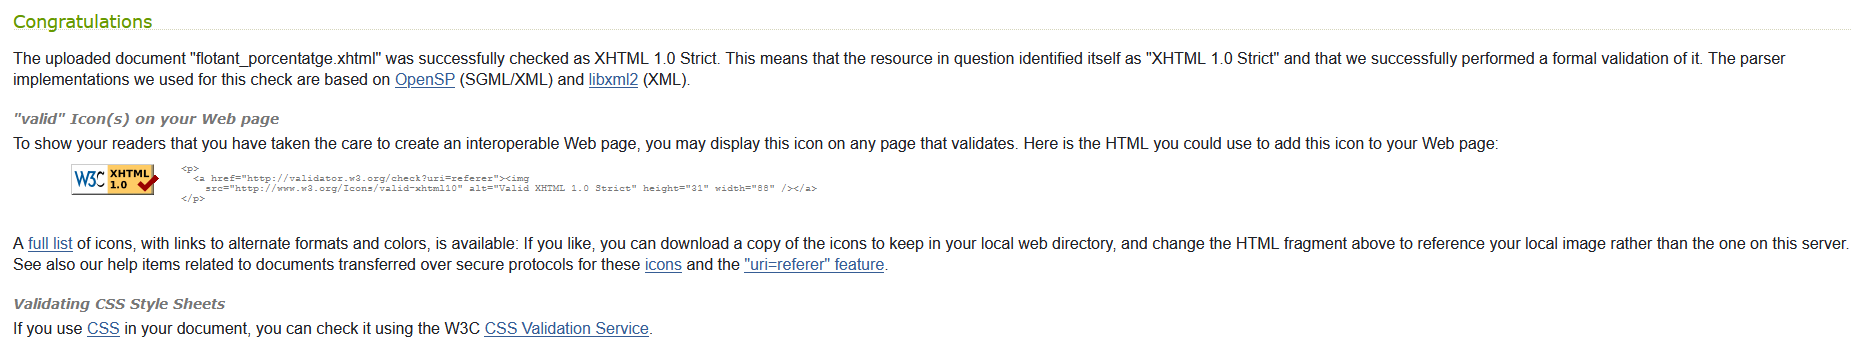 Congratulations
The uploaded document "flotant_porcentatge.xhtml" was successfully checked as XHTML 1.0 Strict. This means that the resource in question identified itself as "XHTML 1.0 Strict" and that we successfully performed a formal validation of it. The parser
implementations we used for this check are based on OpenSP (SGML/XML) and libxml2 (XML).
"valid" Icon(s) on your Web page
To show your readers that you have taken the care to create an interoperable Web page, you may display this icon on any page that validates. Here is the HTML you could use to add this icon to your Web page:
W3C XHTML 1.0
<p>
<a href="http://validator.w3.org/check?uri=referer"><img
src="http://www.w3.org/Icons/valid-xhtml10" alt="Valid XHTML 1.0 Strict" height="31" width="88" /></a>
</p>
A full list of icons, with links to alternate formats and colors, is available: If you like, you can download a copy of the icons to keep in your local web directory, and change the HTML fragment above to reference your local image rather than the one on this server.
See also our help items related to documents transferred over secure protocols for these icons and the "uri=referer" feature.
Validating CSS Style Sheets
If you use CSS in your document, you can check it using the W3C CSS Validation Service.